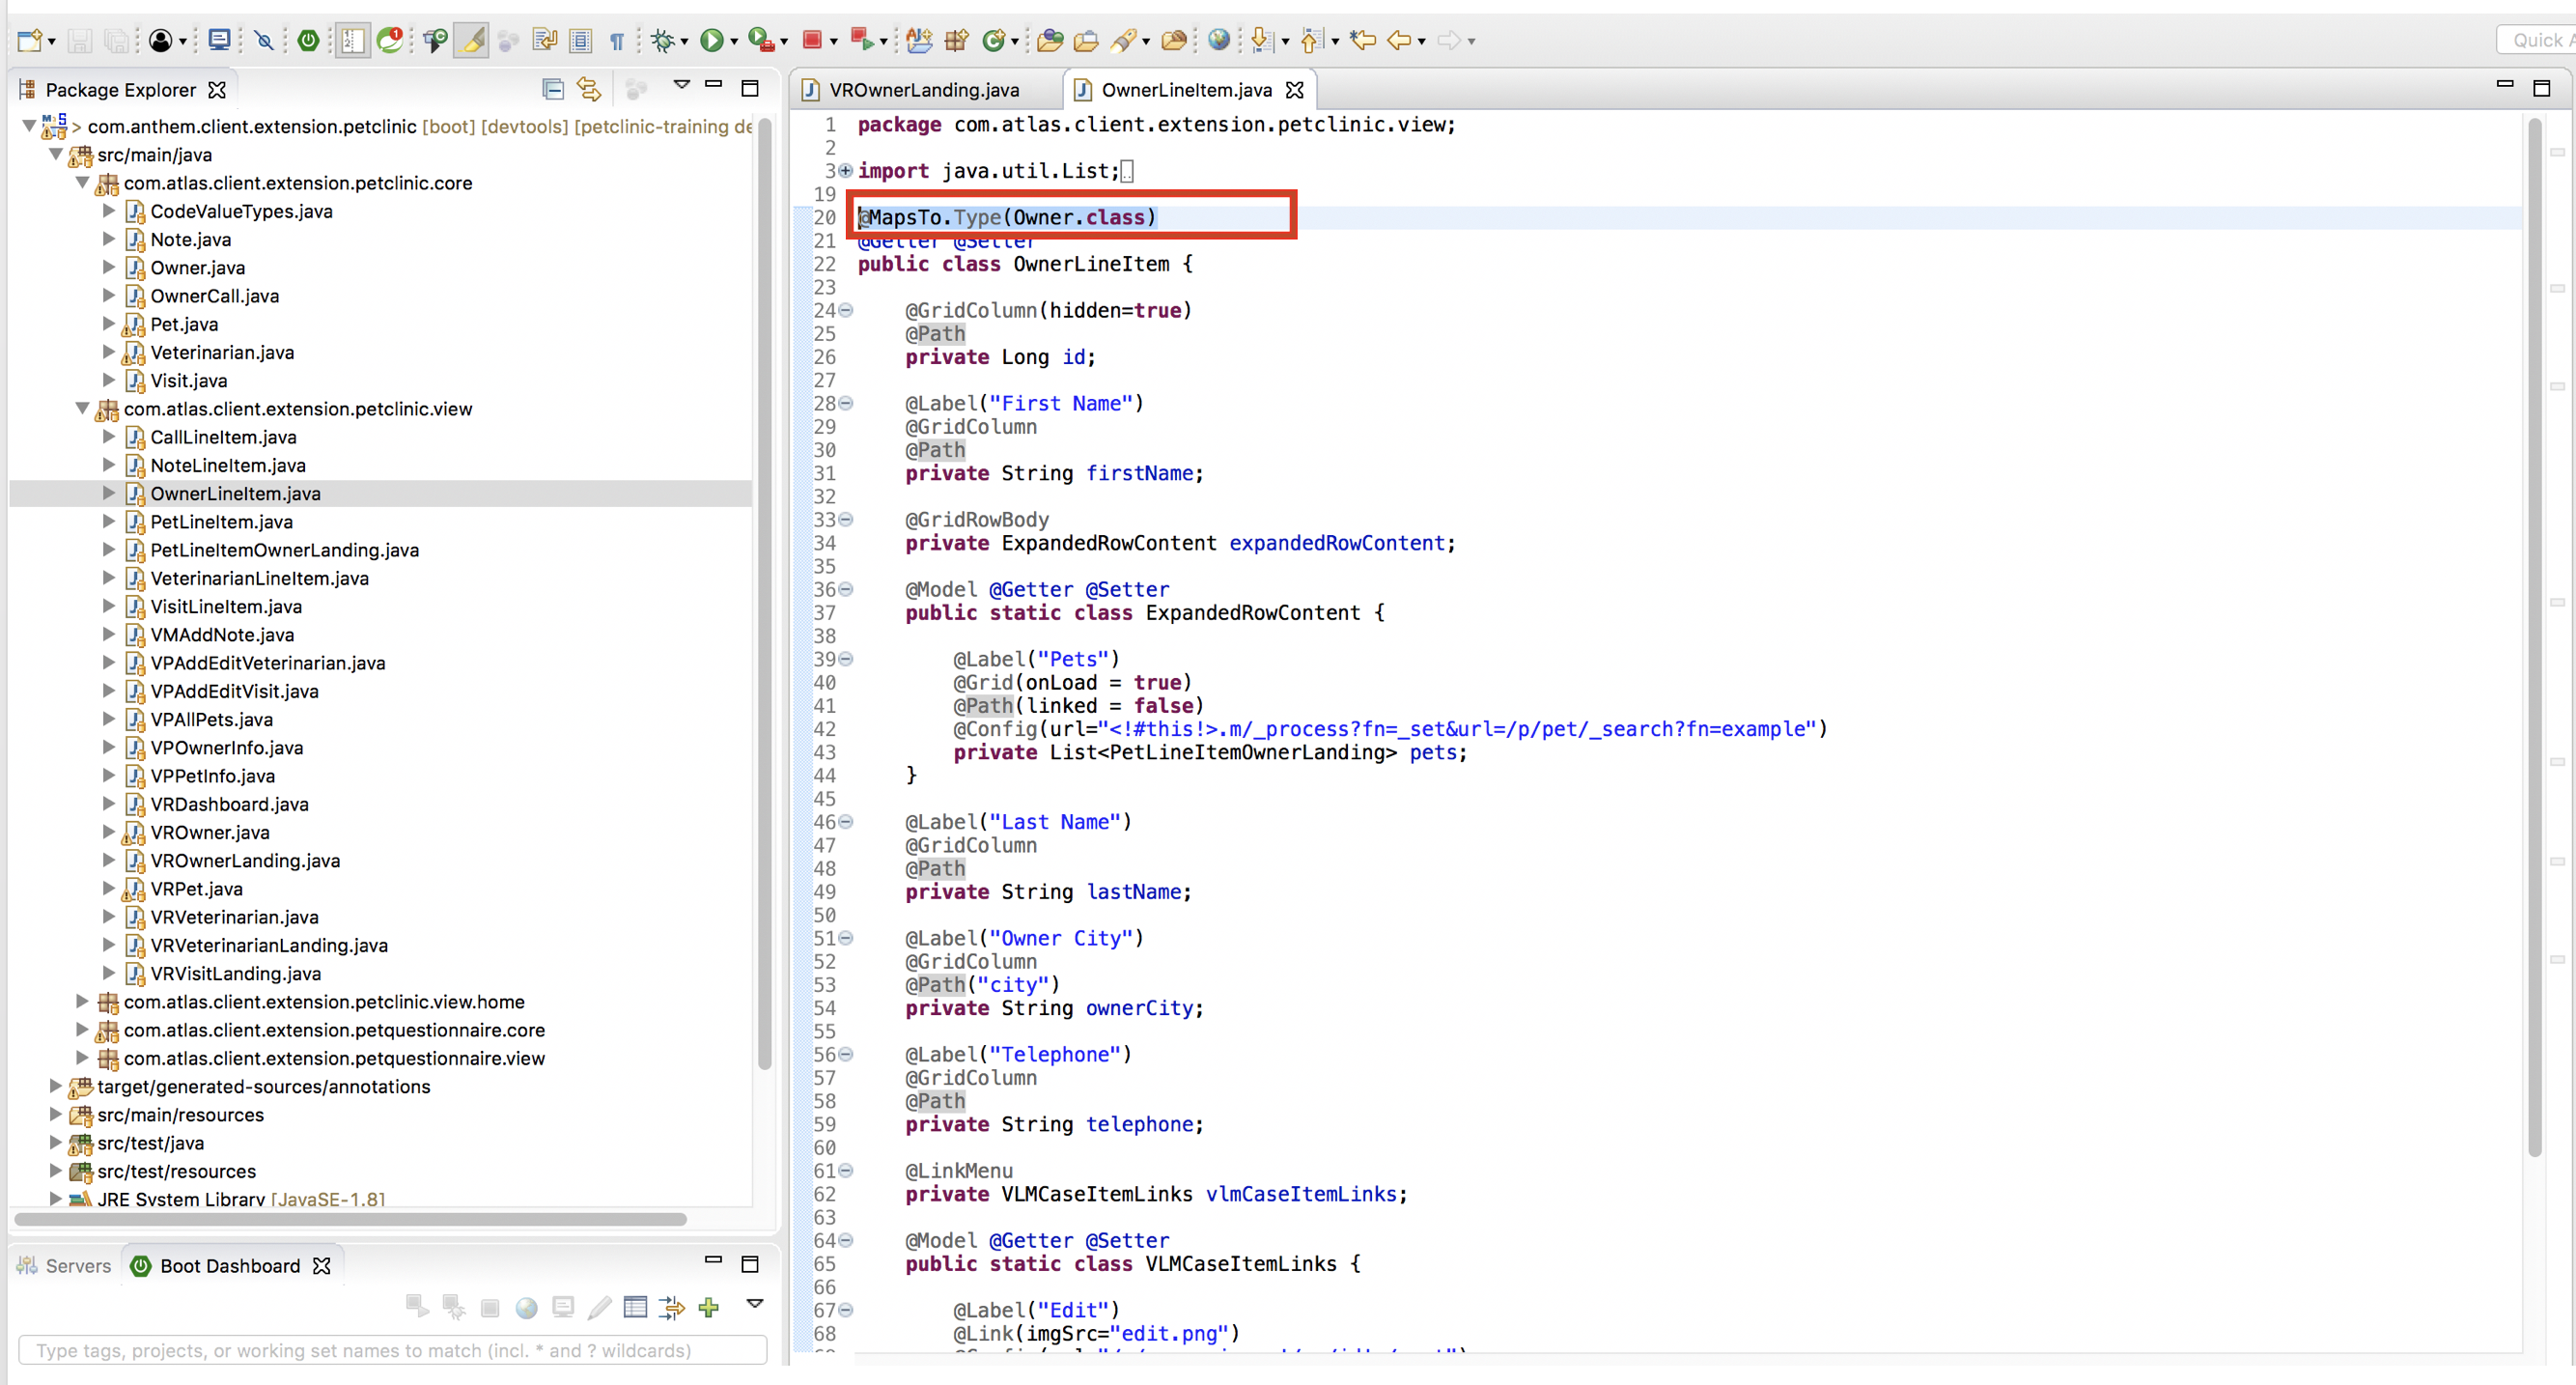 Quick A
Package Explorer
> com.anthem.client.extension.petclinic [boot] [devtools] [petclinic-training de
src/main/java
com.atlas.client.extension.petclinic.core
CodeValueTypes.java
Note.java
Owner.java
OwnerCall.java
Pet.java
Veterinarian.java
Visit.java
com.atlas.client.extension.petclinic.view
CallLineItem.java
NoteLineItem.java
OwnerLineItem.java
PetLineItem.java
PetLineItemOwnerLanding.java
VeterinarianLineItem.java
VisitLineItem.java
VMAddNote.java
VPAddEditVeterinarian.java
VPAddEditVisit.java
VPAllPets.java
VPOwnerInfo.java
VPPetInfo.java
VRDashboard.java
VROwner.java
VROwnerLanding.java
VRPet.java
VRVeterinarian.java
VRVeterinarianLanding.java
VRVisitLanding.java
com.atlas.client.extension.petclinic.view.home
com.atlas.client.extension.petquestionnaire.core
com.atlas.client.extension.petquestionnaire.view
target/generated-sources/annotations
src/main/resources
src/test/java
src/test/resources
JRE System Library [JavaSE-1.8]
Servers Boot Dashboard
Type tags, projects, or working set names to match (incl. * and ? wildcards)
VROwnerLanding.java OwnerLineItem.java
1 package com.atlas.client.extension.petclinic.view;
2
3 import java.util.List;
19
20 @MapsTo.Type(Owner.class)
21 @Getter @Setter
22 public class OwnerLineItem {
23
24 @GridColumn(hidden=true)
25 @Path
26 private Long id;
27
28 @Label("First Name")
29 @GridColumn
30 @Path
31 private String firstName;
32
33 @GridRowBody
34 private ExpandedRowContent expandedRowContent;
35
36 @Model @Getter @Setter
37 public static class ExpandedRowContent {
38
39 @Label("Pets")
40 @Grid(onLoad = true)
41 @Path(linked = false)
42 @Config(url="<!#this!>.m/_process?fn=_set&url=/p/pet/_search?fn=example")
43 private List<PetLineItemOwnerLanding> pets;
44 }
45
46 @Label("Last Name")
47 @GridColumn
48 @Path
49 private String lastName;
50
51 @Label("Owner City")
52 @GridColumn
53 @Path("city")
54 private String ownerCity;
55
56 @Label("Telephone")
57 @GridColumn
58 @Path
59 private String telephone;
60
61 @LinkMenu
62 private VLMCaseItemLinks vlmCaseItemLinks;
63
64 @Model @Getter @Setter
65 public static class VLMCaseItemLinks {
66
67 @Label("Edit")
68 @Link(imgSrc="edit.png")